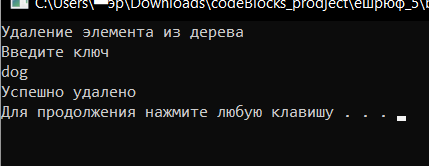 C:\Users\эр\Downloads\codeBlocks_prodject\ешрюф_5\
Удаление элемента из дерева
Введите ключ
dog
Успешно удалено
Для продолжения нажмите любую клавишу . . .